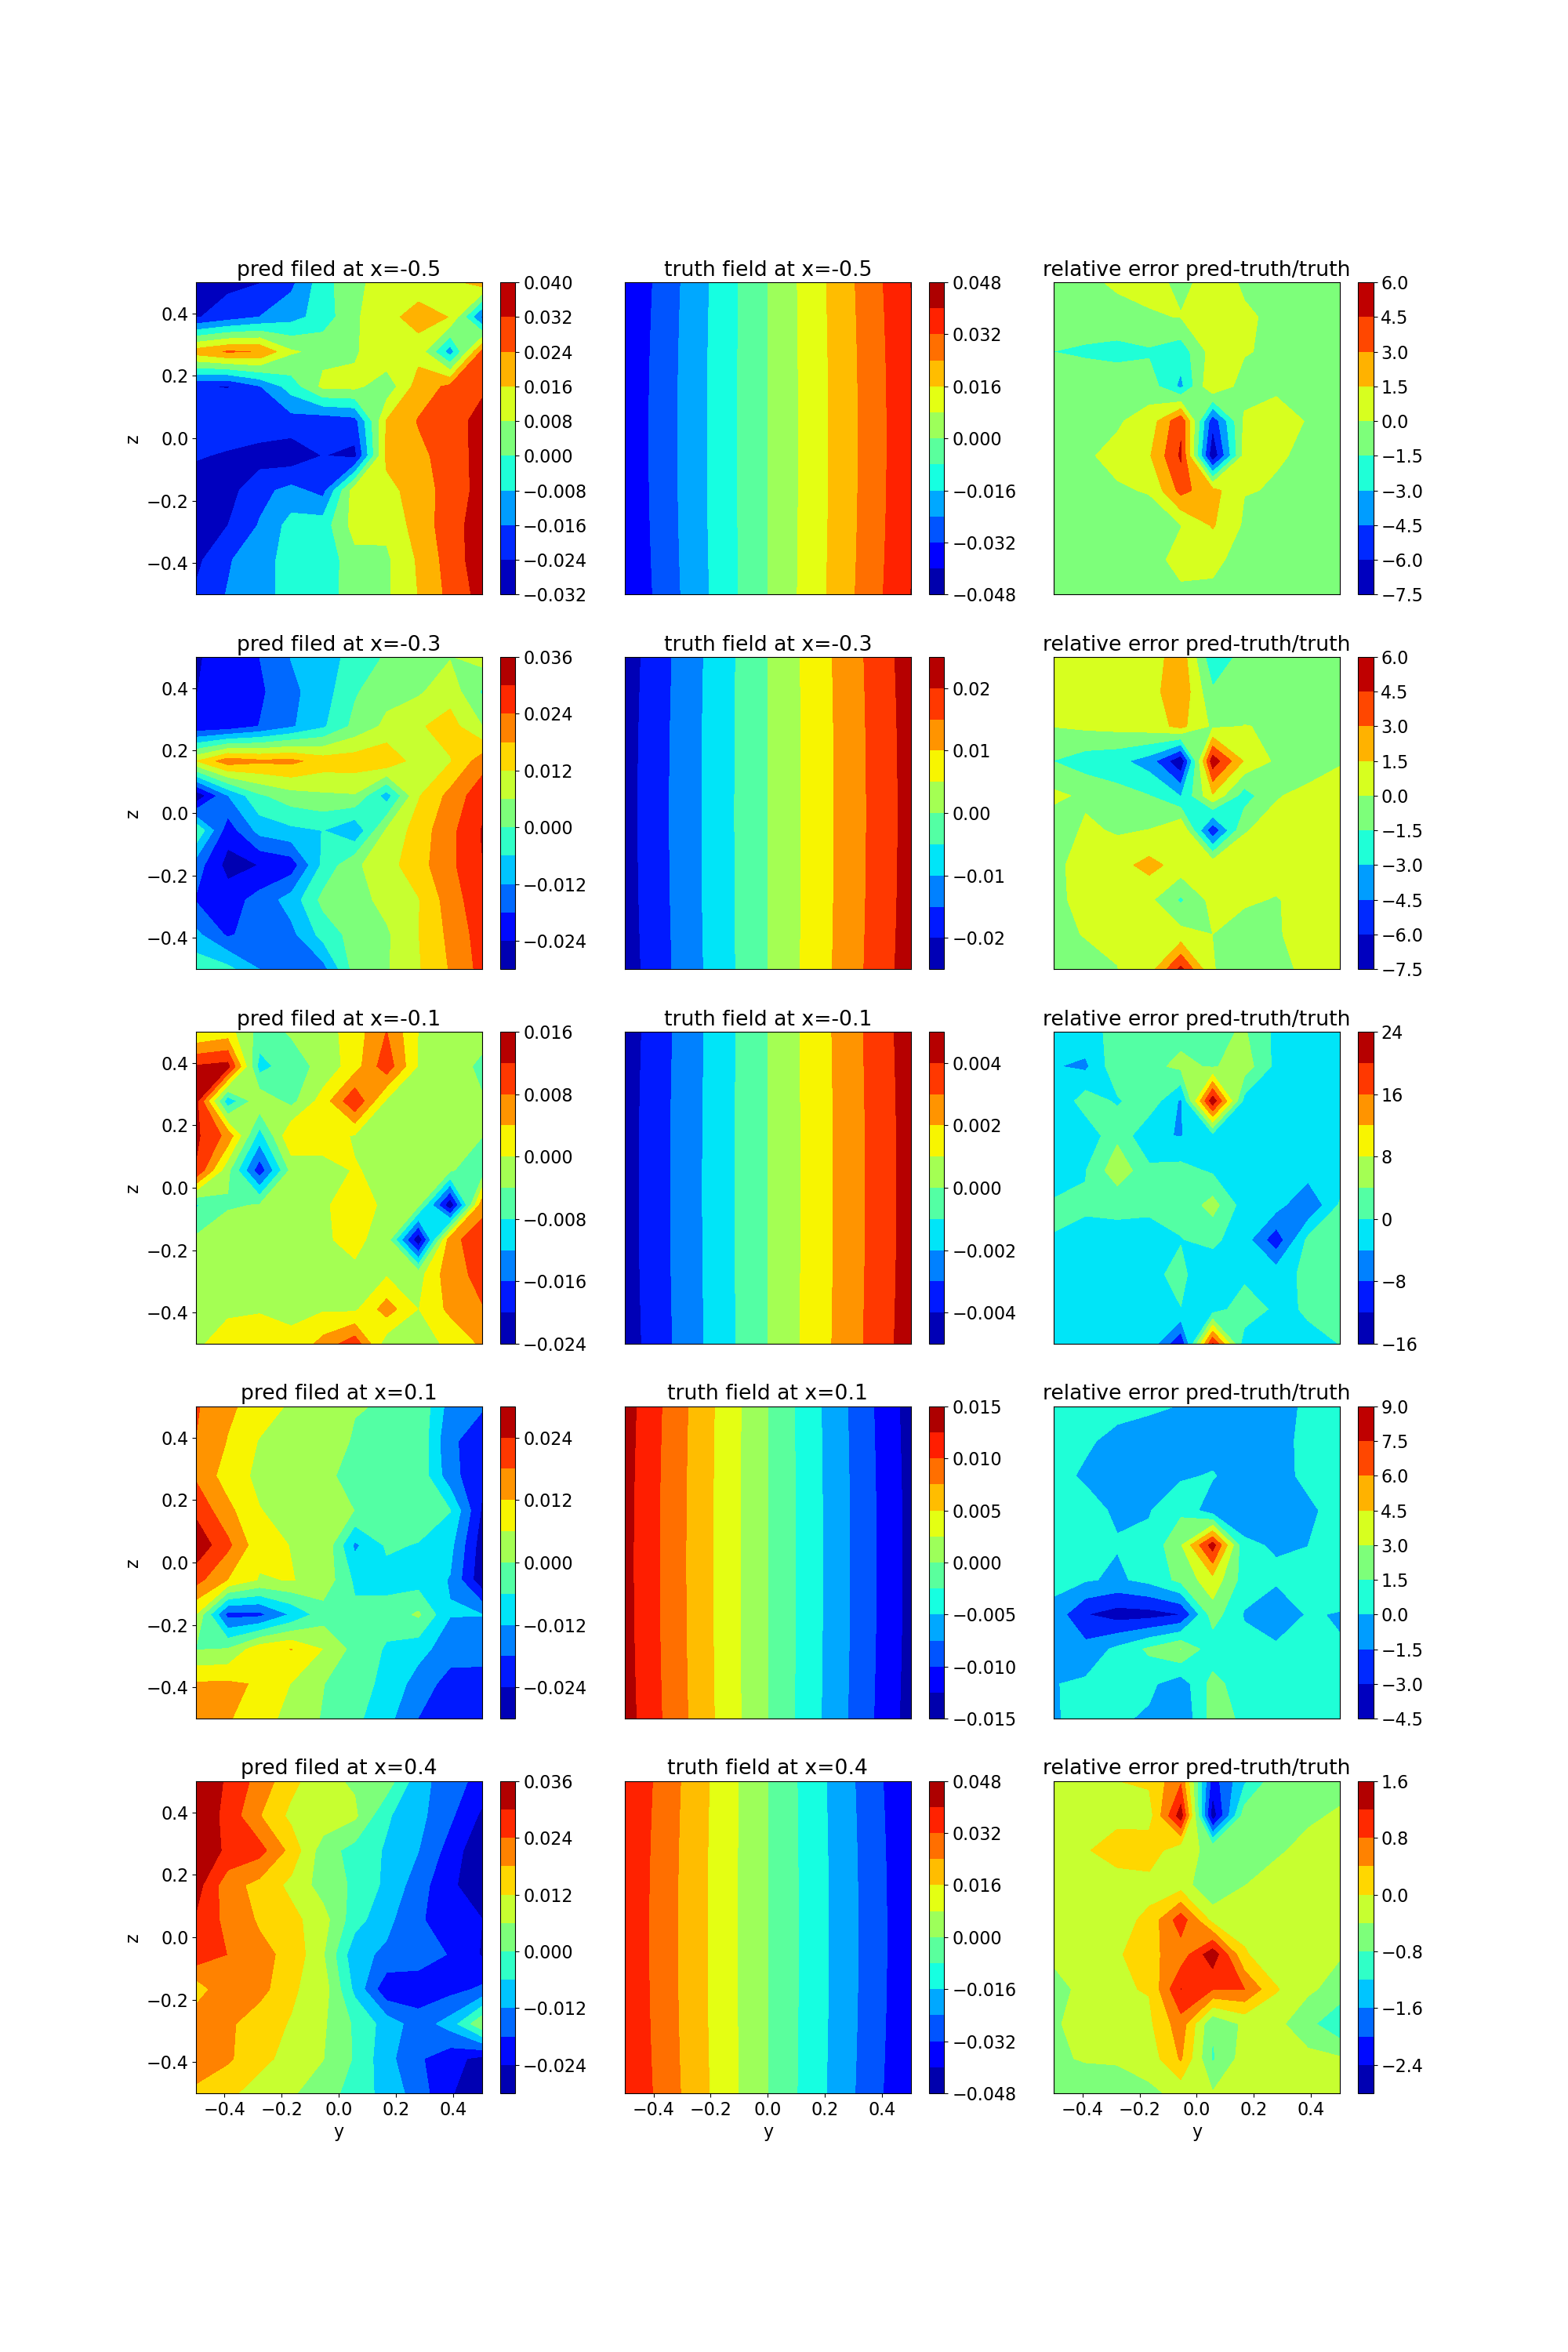 pred filed at x=-0.5 truth field at x=-0.5 relative error pred-truth/truth
z 0.4 0.2 0.0 −0.2 −0.4
0.040 0.032 0.024 0.016 0.008 0.000 −0.008 −0.016 −0.024 −0.032
0.048 0.032 0.016 0.000 −0.016 −0.032 −0.048
6.0 4.5 3.0 1.5 0.0 −1.5 −3.0 −4.5 −6.0 −7.5
pred filed at x=-0.3 truth field at x=-0.3 relative error pred-truth/truth
z 0.4 0.2 0.0 −0.2 −0.4
0.036 0.024 0.012 0.000 −0.012 −0.024
0.02 0.01 0.00 −0.01 −0.02
6.0 4.5 3.0 1.5 0.0 −1.5 −3.0 −4.5 −6.0 −7.5
pred filed at x=-0.1 truth field at x=-0.1 relative error pred-truth/truth
z 0.4 0.2 0.0 −0.2 −0.4
0.016 0.008 0.000 −0.008 −0.016 −0.024
0.004 0.002 0.000 −0.002 −0.004
24 16 8 0 −8 −16
pred filed at x=0.1 truth field at x=0.1 relative error pred-truth/truth
z 0.4 0.2 0.0 −0.2 −0.4
0.024 0.012 0.000 −0.012 −0.024
0.015 0.010 0.005 0.000 −0.005 −0.010 −0.015
9.0 7.5 6.0 4.5 3.0 1.5 0.0 −1.5 −3.0 −4.5
pred filed at x=0.4 truth field at x=0.4 relative error pred-truth/truth
z 0.4 0.2 0.0 −0.2 −0.4
0.036 0.024 0.012 0.000 −0.012 −0.024
0.048 0.032 0.016 0.000 −0.016 −0.032 −0.048
1.6 0.8 0.0 −0.8 −1.6 −2.4
−0.4 −0.2 0.0 0.2 0.4 −0.4 −0.2 0.0 0.2 0.4 −0.4 −0.2 0.0 0.2 0.4
y y y